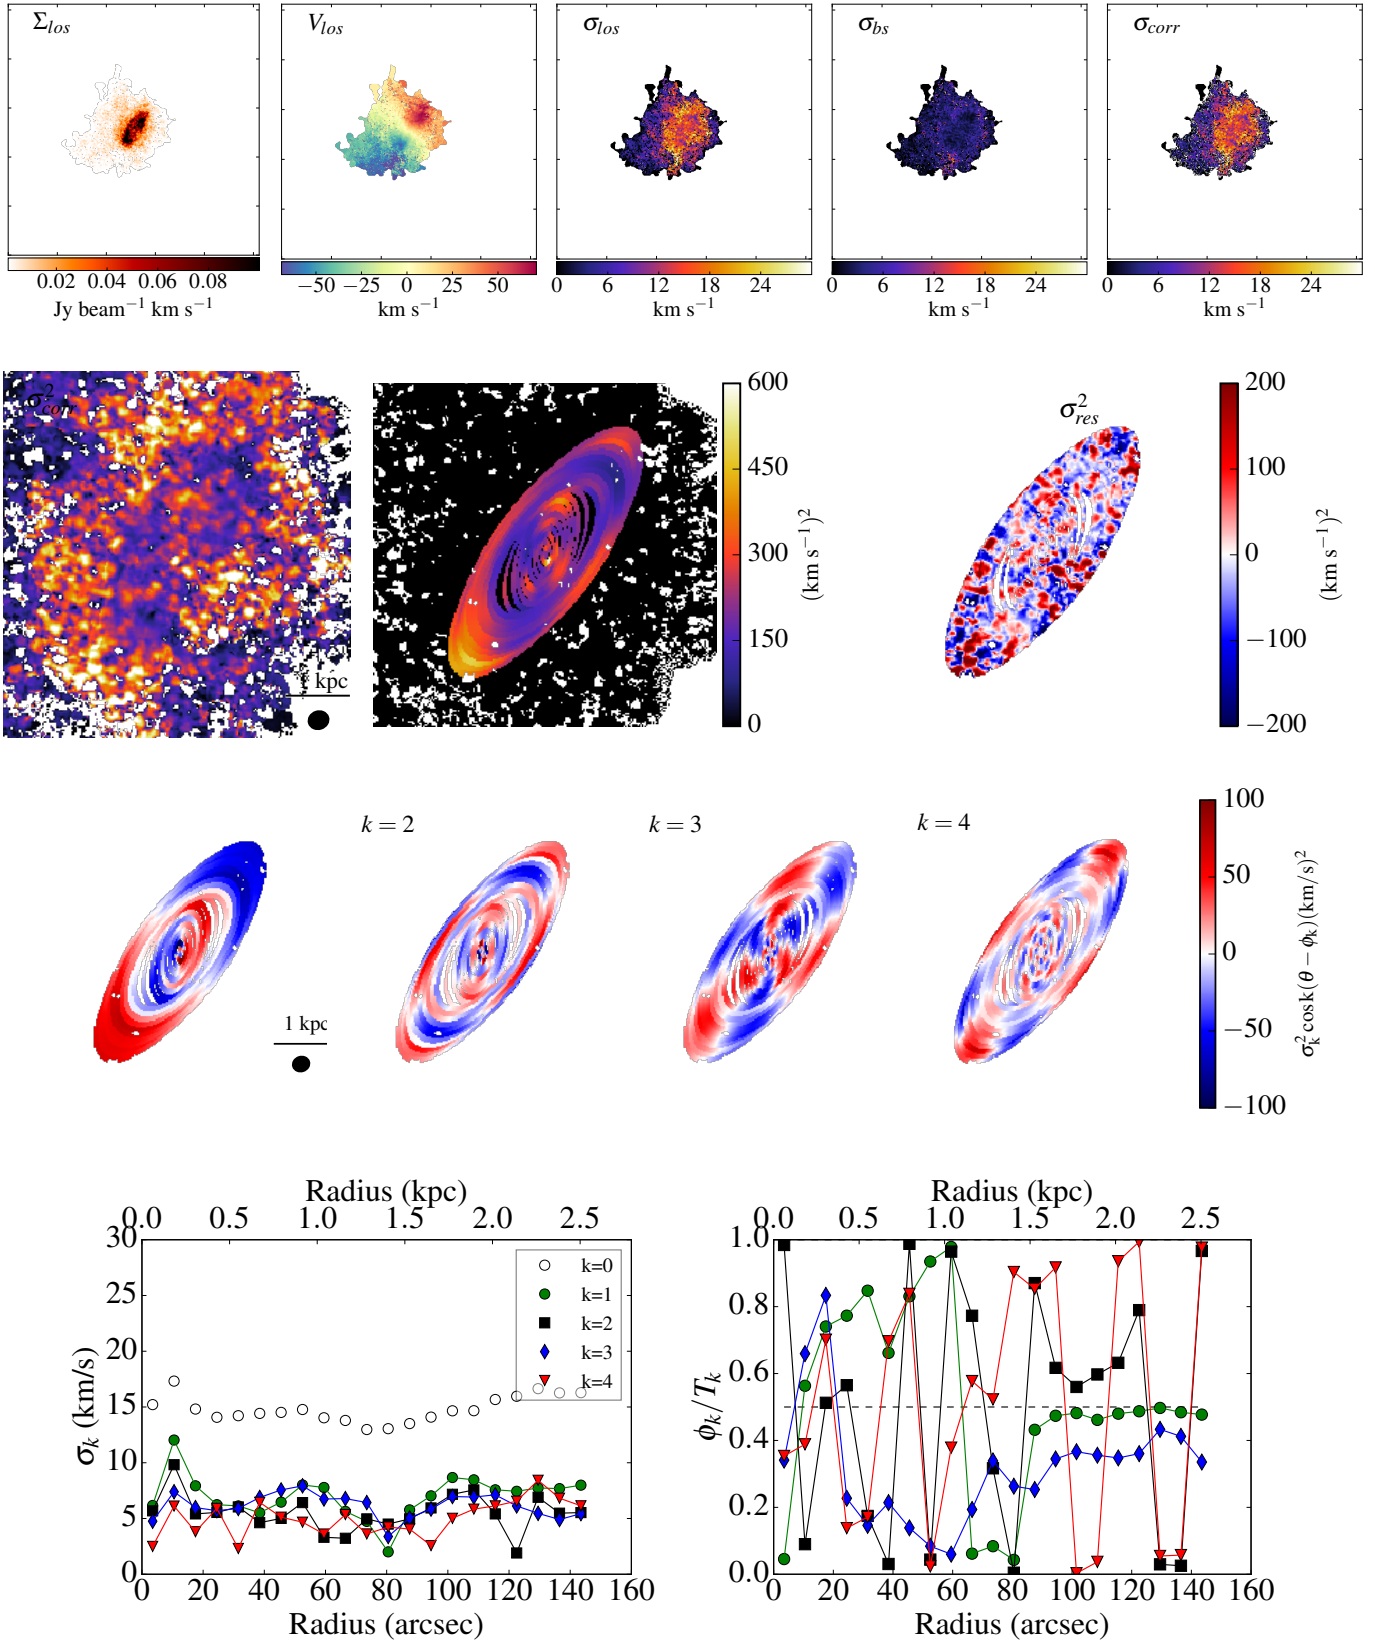 Σlos
Vlos
σlos
σbs
σcorr
0.02 0.04 0.06 0.08
−50 −25 0 25 50
0 6 12 18 24
0 6 12 18 24
0 6 12 18 24
Jy beam⁻¹ km s⁻¹
km s⁻¹
km s⁻¹
km s⁻¹
km s⁻¹
σ²corr
kpc
600
450
300
150
0
(km s⁻¹)²
σ²res
200
100
0
−100
−200
(km s⁻¹)²
k = 2
k = 3
k = 4
1 kpc
100
50
0
−50
−100
σ²k cosk(θ − ϕk)(km/s)²
Radius (kpc)
0.0 0.5 1.0 1.5 2.0 2.5
30
25
20
15
10
5
0
σk (km/s)
k=0
k=1
k=2
k=3
k=4
0 20 40 60 80 100 120 140 160
Radius (arcsec)
Radius (kpc)
0.0 0.5 1.0 1.5 2.0 2.5
1.0
0.8
0.6
0.4
0.2
0.0
ϕk/Tk
0 20 40 60 80 100 120 140 160
Radius (arcsec)